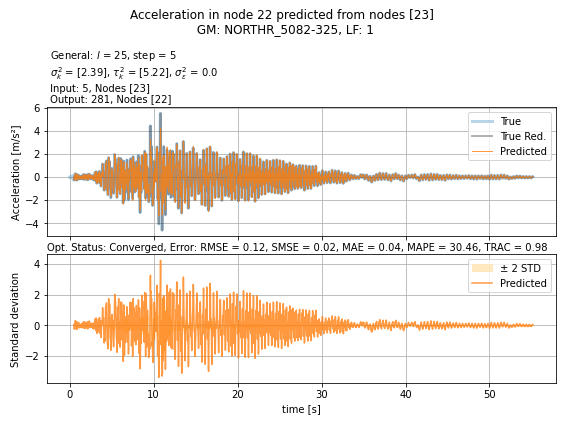 Acceleration in node 22 predicted from nodes [23]
GM: NORTHR_5082-325, LF: 1
General: l = 25, step = 5
σ²ₖ = [2.39], τ²ₖ = [5.22], σ²ε = 0.0
Input: 5, Nodes [23]
Output: 281, Nodes [22]
Acceleration [m/s²]
6
4
2
0
−2
−4
True
True Red.
Predicted
Opt. Status: Converged, Error: RMSE = 0.12, SMSE = 0.02, MAE = 0.04, MAPE = 30.46, TRAC = 0.98
Standard deviation
4
2
0
−2
± 2 STD
Predicted
0 10 20 30 40 50
time [s]